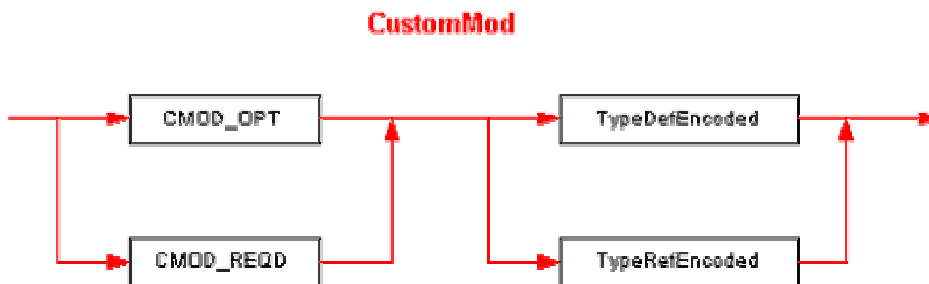 CustomMod
CMOD_OPT
TypeDefEncoded
CMOD_REQD
TypeRefEncoded